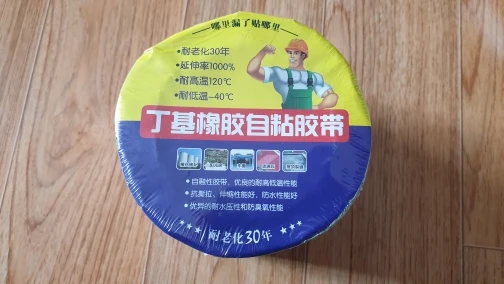 哪里漏了贴哪里
•耐老化30年
•延伸率1000%
•耐高温120℃
•耐低温-40℃
丁基橡胶自粘胶带
• 自融性胶带，优良的耐高低温性能
• 抗撕拉、伸缩性能好、防水性能好
• 优异的耐水压性和防臭氧性能
★★★ 耐老化30年 ★★★